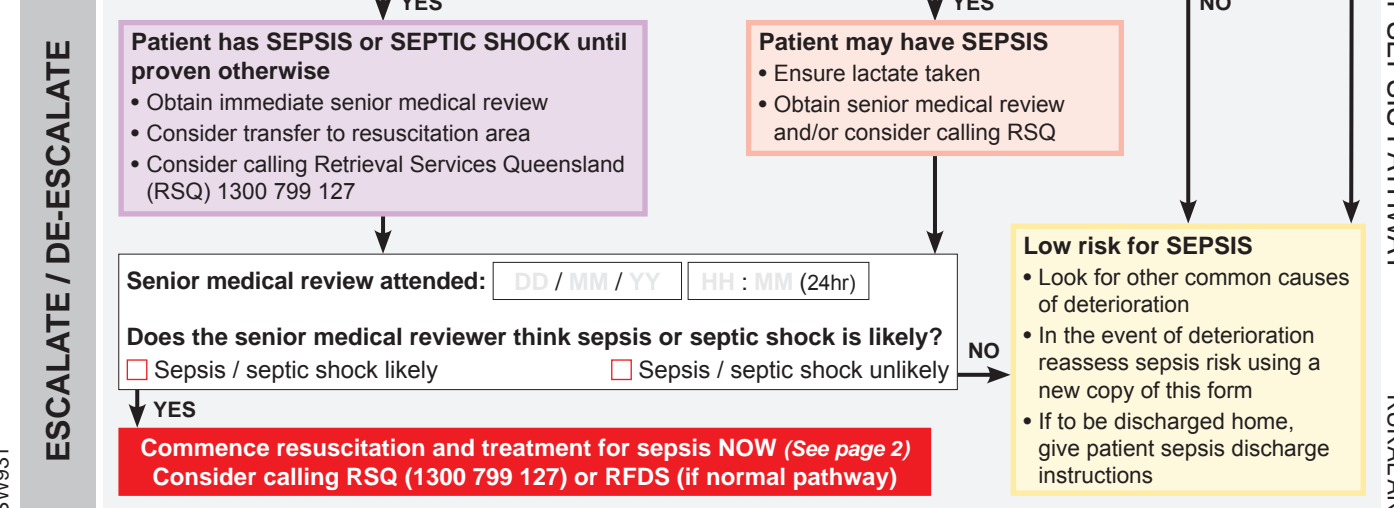 YES
YES
NO
ESCALATE / DE-ESCALATE
Patient has SEPSIS or SEPTIC SHOCK until
proven otherwise
• Obtain immediate senior medical review
• Consider transfer to resuscitation area
• Consider calling Retrieval Services Queensland
(RSQ) 1300 799 127
Patient may have SEPSIS
• Ensure lactate taken
• Obtain senior medical review
and/or consider calling RSQ
Senior medical review attended: DD / MM / YY HH : MM (24hr)
Does the senior medical reviewer think sepsis or septic shock is likely?
Sepsis / septic shock likely Sepsis / septic shock unlikely
NO
YES
Commence resuscitation and treatment for sepsis NOW (See page 2)
Consider calling RSQ (1300 799 127) or RFDS (if normal pathway)
Low risk for SEPSIS
• Look for other common causes
of deterioration
• In the event of deterioration
reassess sepsis risk using a
new copy of this form
• If to be discharged home,
give patient sepsis discharge
instructions